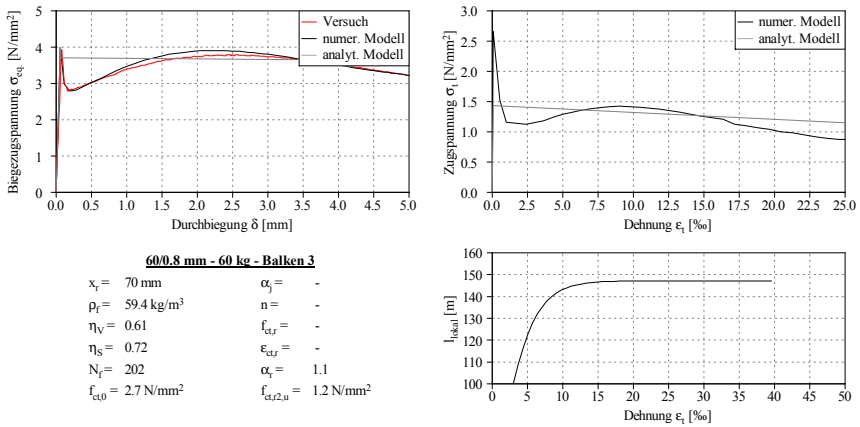 Biegezugspannung σeq. [N/mm²]
5
4
3
2
1
0
0.0 0.5 1.0 1.5 2.0 2.5 3.0 3.5 4.0 4.5 5.0
Durchbiegung δ [mm]
Versuch
numer. Modell
analyt. Modell
Zugspannung σt [N/mm²]
3.0
2.5
2.0
1.5
1.0
0.5
0.0
0.0 2.5 5.0 7.5 10.0 12.5 15.0 17.5 20.0 22.5 25.0
Dehnung εt [‰]
numer. Modell
analyt. Modell
60/0.8 mm - 60 kg - Balken 3
xr = 70 mm αj = -
ρf = 59.4 kg/m³ n = -
ηV = 0.61 fct,r = -
ηS = 0.72 εct,r = -
Nf = 202 αr 1.1
fct,0 = 2.7 N/mm² fct,r2,u = 1.2 N/mm²
llokal [m]
160
150
140
130
120
110
100
0 5 10 15 20 25 30 35 40 45 50
Dehnung εt [‰]